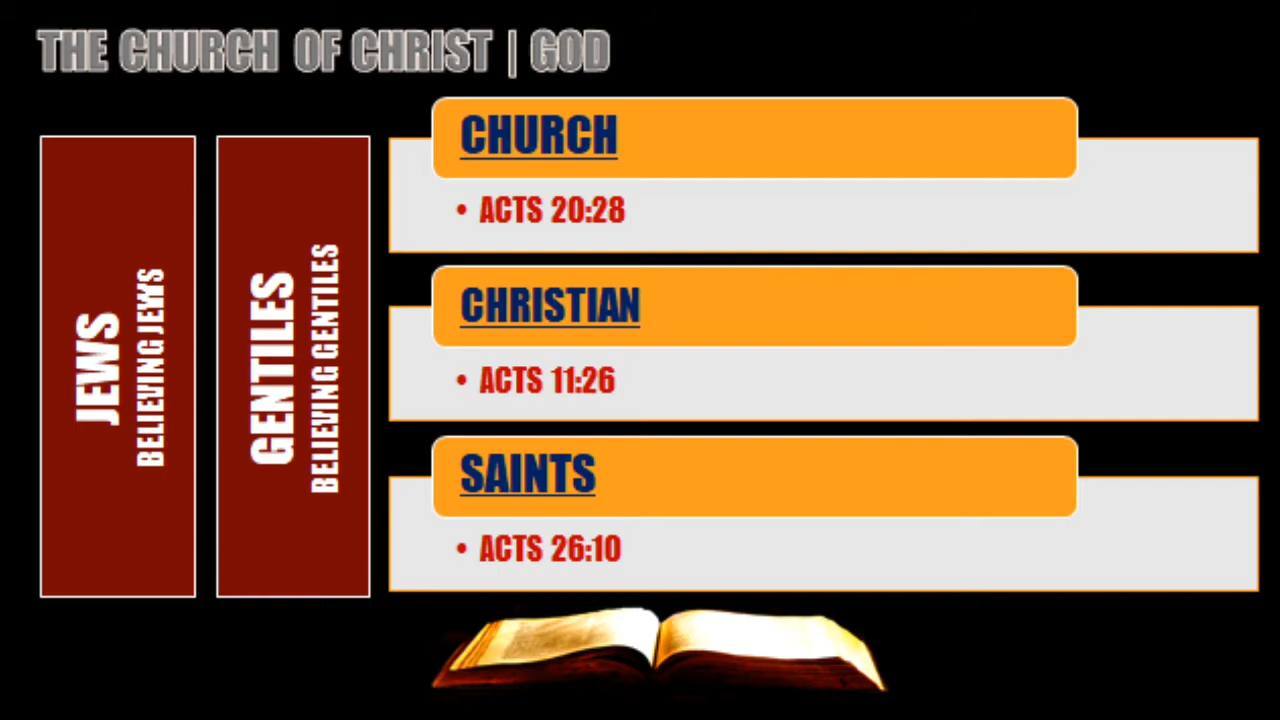 THE CHURCH OF CHRIST | GOD
JEWS
BELIEVING JEWS
GENTILES
BELIEVING GENTILES
CHURCH
• ACTS 20:28
CHRISTIAN
• ACTS 11:26
SAINTS
• ACTS 26:10